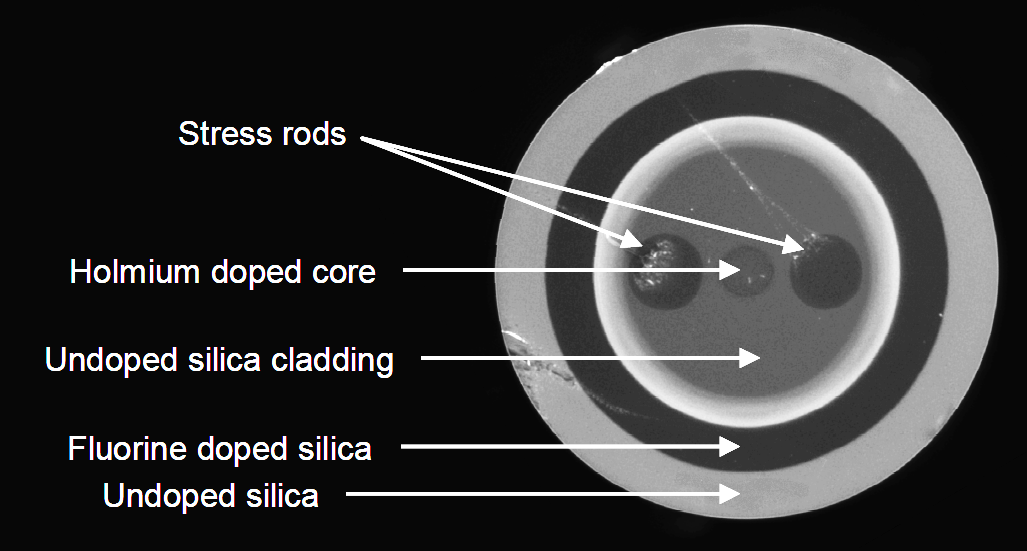 Stress rods
Holmium doped core
Undoped silica cladding
Fluorine doped silica
Undoped silica